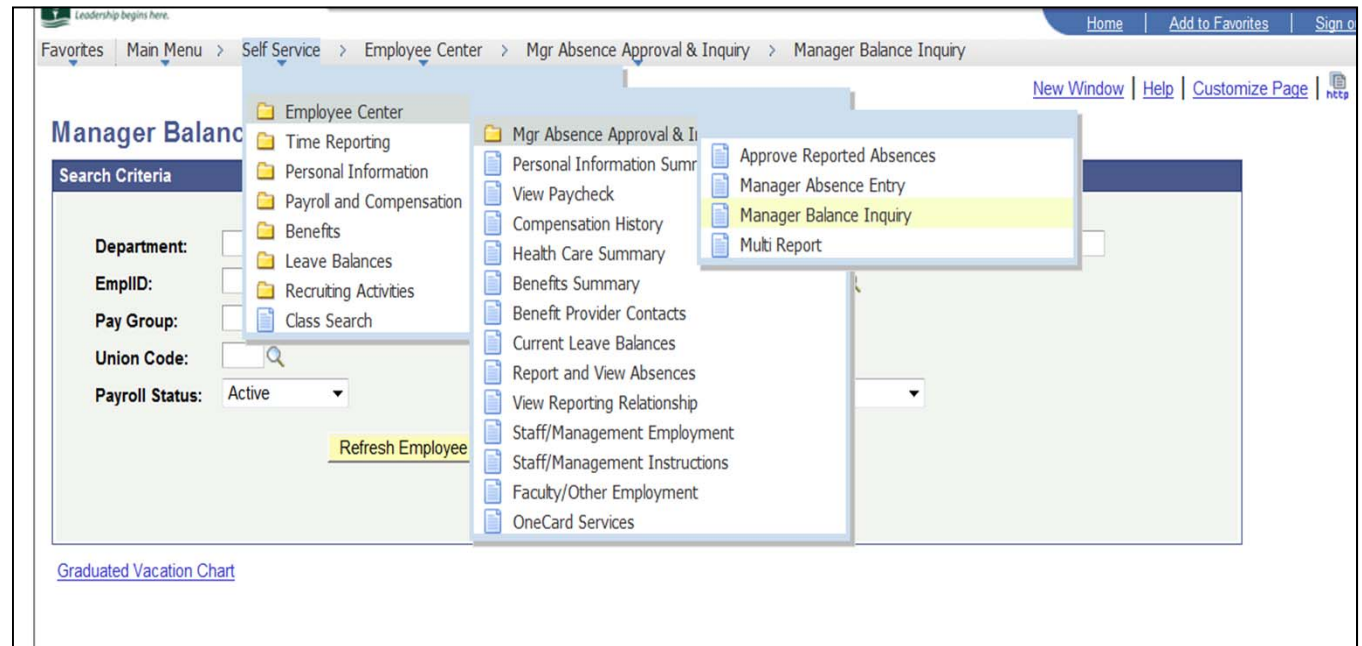 Leadership begins here.
Home | Add to Favorites | Sign
Favorites | Main Menu > Self Service > Employee Center > Mgr Absence Approval & Inquiry > Manager Balance Inquiry
New Window | Help | Customize Page | http
Manager
Search Criteria
Department:
EmplID:
Pay Group:
Union Code:
Payroll Status: Active
Refresh Employee
Graduated Vacation Chart
Employee Center
Time Reporting
Personal Information
Payroll and Compensation
Benefits
Leave Balances
Recruiting Activities
Class Search
Mgr Absence Approval &
Personal Information
View Paycheck
Compensation History
Health Care Summary
Benefits Summary
Benefit Provider Contacts
Current Leave Balances
Report and View Absences
View Reporting Relationship
Staff/Management Employment
Staff/Management Instructions
Faculty/Other Employment
OneCard Services
Approve Reported Absences
Manager Absence Entry
Manager Balance Inquiry
Multi Report